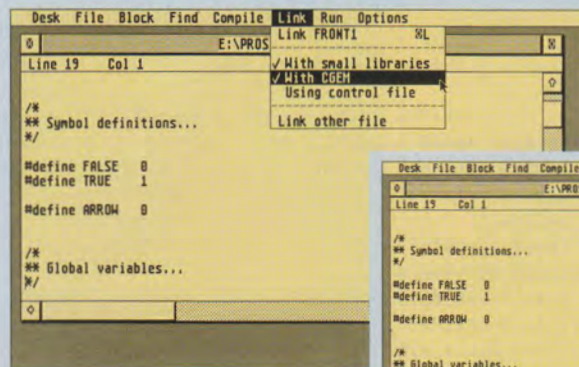 Desk File Block Find Compile Link Run Options
E:\PROS
Link FRONT1 ⌘L
✓ With small libraries
✓ With CGEM
Using control file
Link other file
Line 19 Col 1
/*
** Symbol definitions...
*/
#define FALSE 0
#define TRUE 1
#define ARROW 0
/*
** Global variables...
*/
Desk File Block Find Compile
E:\PROS
Line 19 Col 1
/*
** Symbol definitions...
*/
#define FALSE 0
#define TRUE 1
#define ARROW 0
/*
** Global variables...